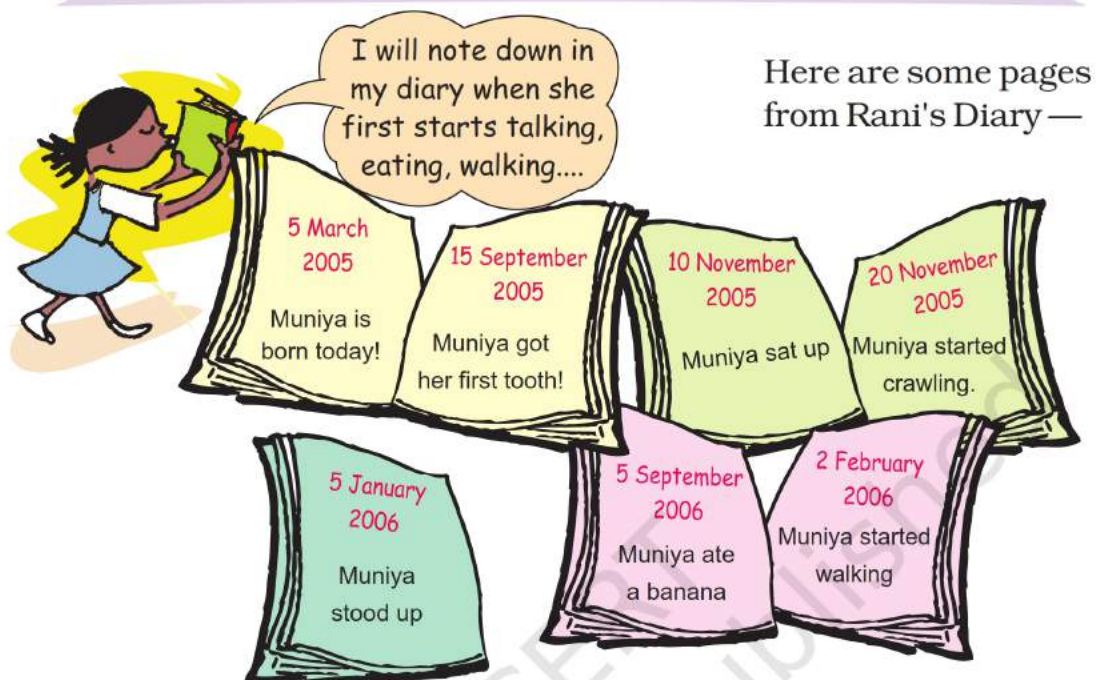 I will note down in
my diary when she
first starts talking,
eating, walking....
Here are some pages
from Rani's Diary —
5 March
2005
Muniya is
born today!
15 September
2005
Muniya got
her first tooth!
10 November
2005
Muniya sat up
20 November
2005
Muniya started
crawling.
5 January
2006
Muniya
stood up
5 September
2006
Muniya ate
a banana
2 February
2006
Muniya started
walking